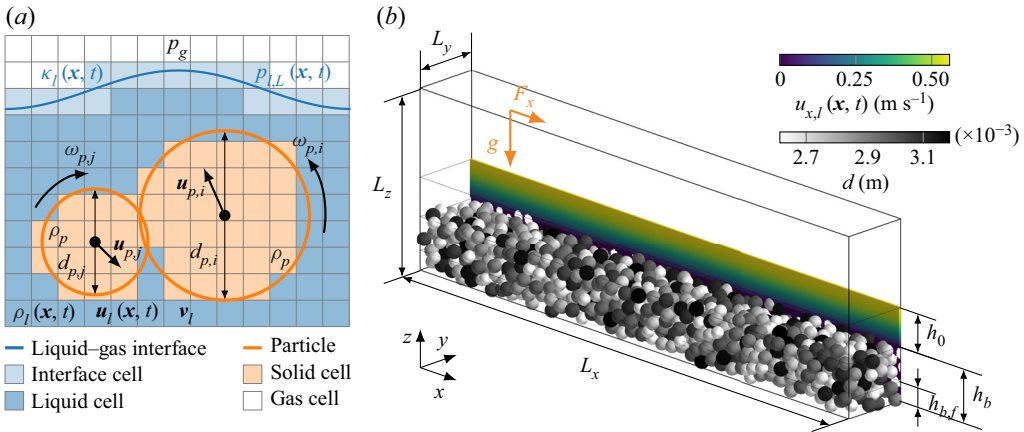 (a)
p_g
κ_l (x, t)
p_{l,L} (x, t)
ω_{p,j}
ω_{p,i}
u_{p,i}
ρ_p
u_{p,j}
d_{p,j}
d_{p,i}
ρ_p
ρ_l (x, t)
u_l (x, t)
ν_l
Liquid–gas interface
Particle
Interface cell
Solid cell
Liquid cell
Gas cell
(b)
L_y
F_x
g
L_z
0 0.25 0.50
u_{x,l} (x, t) (m s⁻¹)
(×10⁻³)
2.7 2.9 3.1
d (m)
h_0
h_b
h_{b,f}
L_x
z
y
x